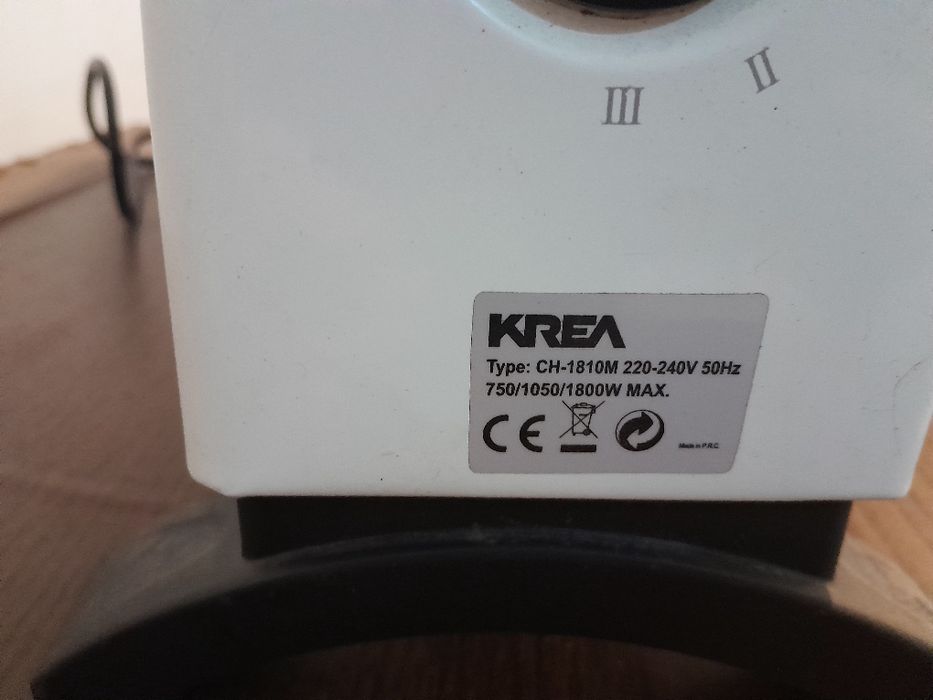 III
II
KREA
Type: CH-1810M 220-240V 50Hz
750/1050/1800W MAX.
CE
Made in P.R.C.